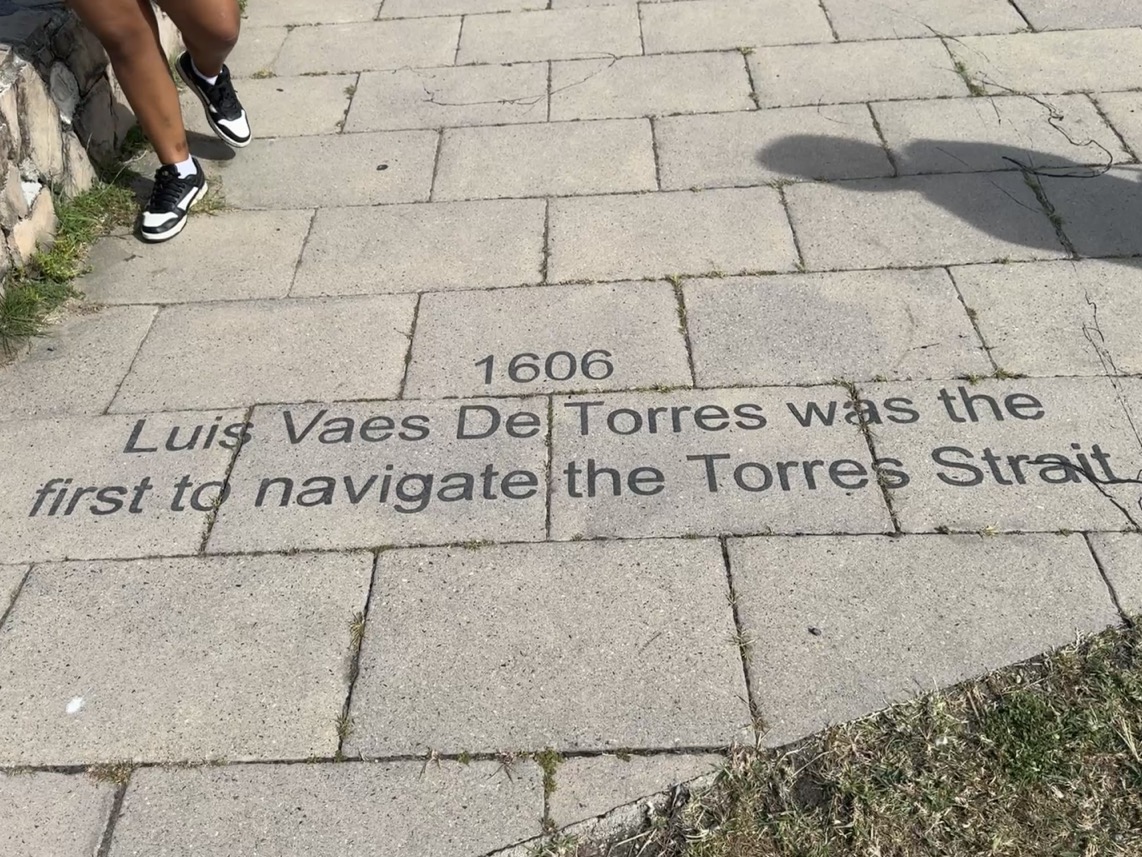 1606
Luis Vaes De Torres was the
first to navigate the Torres Strait